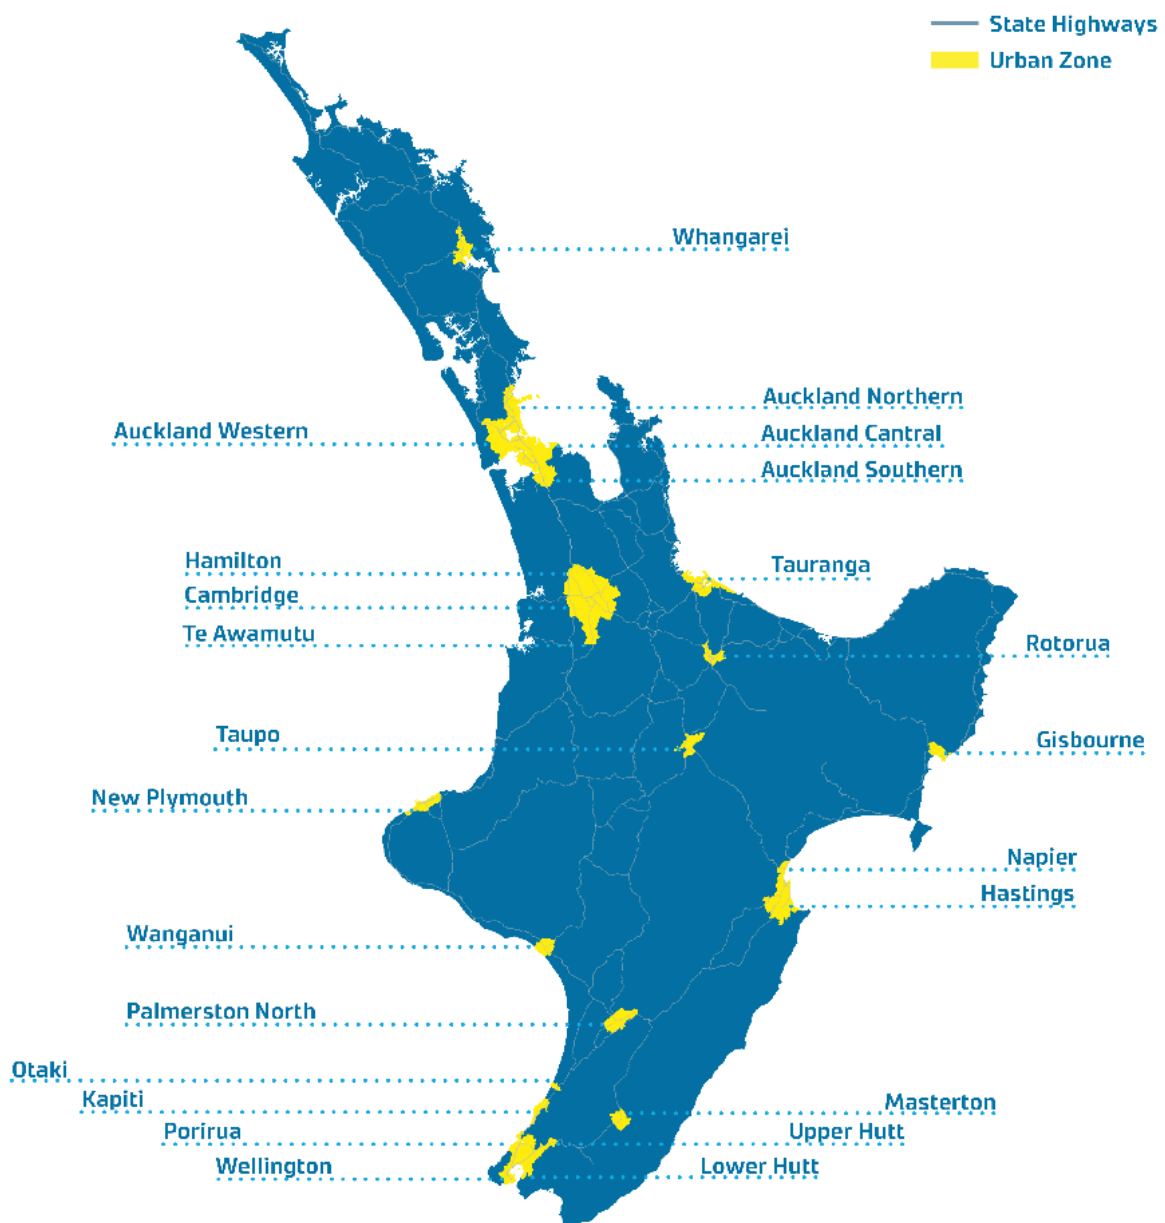 State Highways
Urban Zone
Whangarei
Auckland Northern
Auckland Western
Auckland Cantral
Auckland Southern
Hamilton
Tauranga
Cambridge
Te Awamutu
Rotorua
Taupo
Gisbourne
New Plymouth
Napier
Hastings
Wanganui
Palmerston North
Otaki
Kapiti
Masterton
Porirua
Upper Hutt
Wellington
Lower Hutt